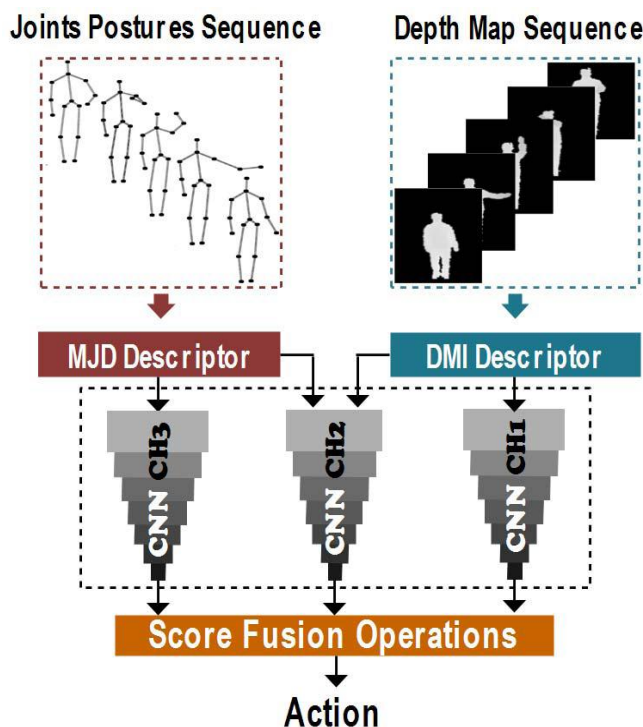 Joints Postures Sequence
Depth Map Sequence
MJD Descriptor
DMI Descriptor
CNN CH3
CNN CH2
CNN CH1
Score Fusion Operations
Action